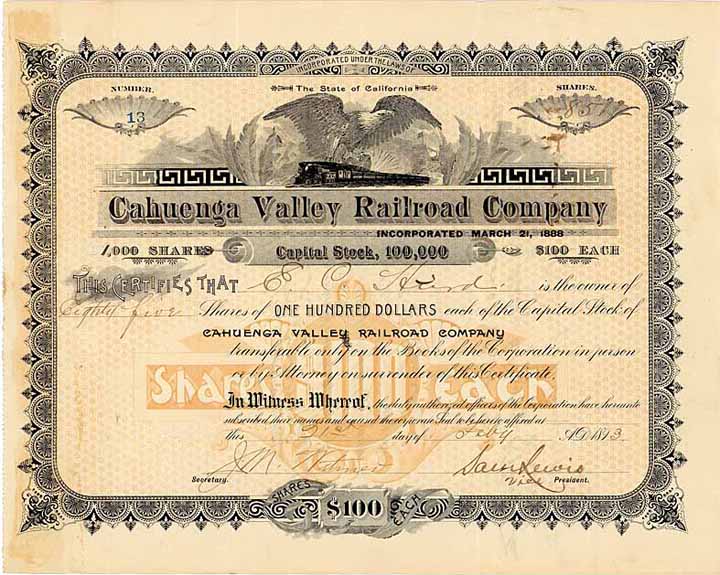 INCORPORATED UNDER THE LAWS OF
NUMBER. The State of California SHARES.
13 85
Cahuenga Valley Railroad Company
INCORPORATED MARCH 21, 1888
1,000 SHARES Capital Stock, 100,000 $100 EACH
THIS CERTIFIES THAT E. C. Hurd is the owner of
Eighty five Shares of ONE HUNDRED DOLLARS each of the Capital Stock of
CAHUENGA VALLEY RAILROAD COMPANY
transferable only on the Books of the Corporation in person
or by Attorney on surrender of this Certificate.
Shares $100 Each
In Witness Whereof, the duly authorized officers of the Corporation have hereunto
subscribed their names and caused the corporate Seal to be hereto affixed at
this day of Feby A.D. 1893.
J. M.
Secretary. Vice President.
SHARES $100 EACH